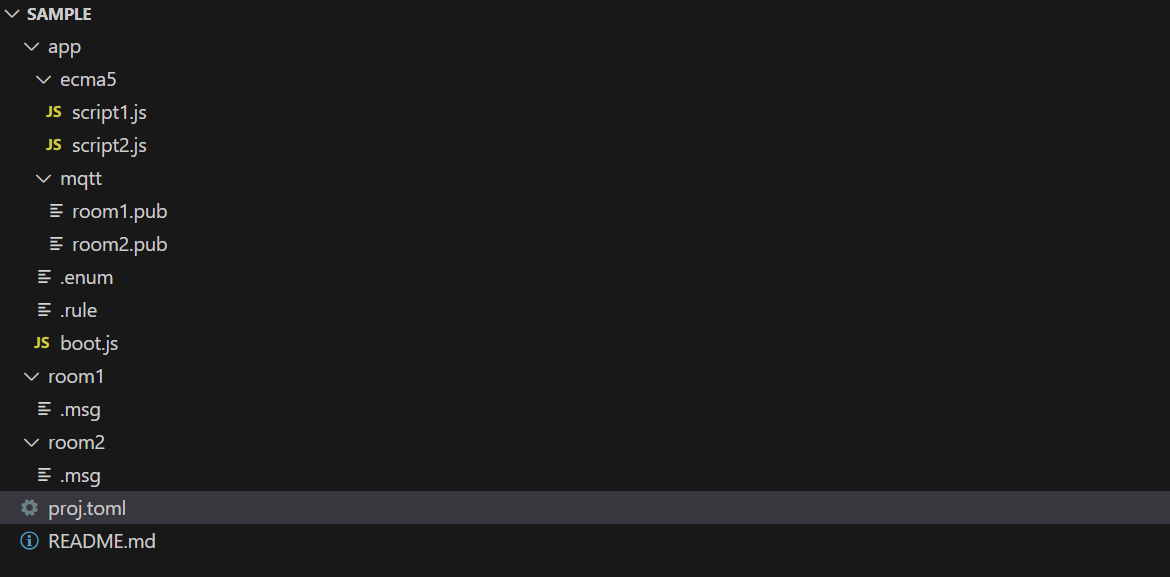 SAMPLE
app
ecma5
JS script1.js
JS script2.js
mqtt
room1.pub
room2.pub
.enum
.rule
JS boot.js
room1
.msg
room2
.msg
proj.toml
README.md